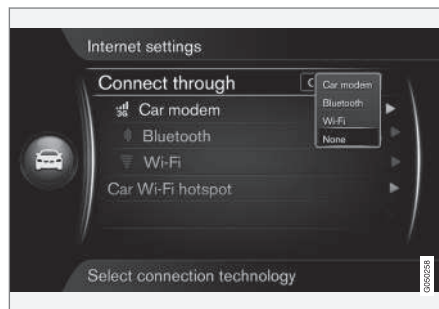 Internet settings
Connect through
Car modem
Bluetooth
Wi-Fi
None
3G Car modem
Bluetooth
Wi-Fi
Car Wi-Fi hotspot
Select connection technology
G050258